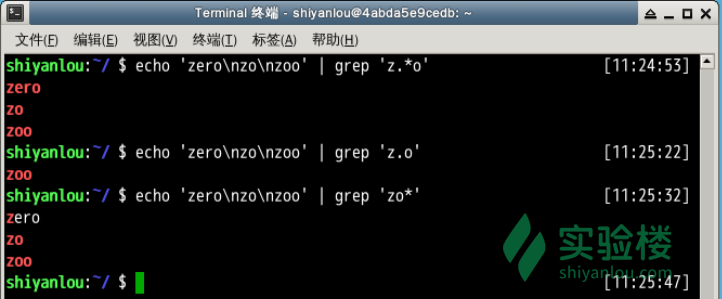 Terminal 终端 - shiyanlou@4abda5e9cedb: ~
文件(F) 编辑(E) 视图(V) 终端(T) 标签(A) 帮助(H)
shiyanlou:~/ $ echo 'zero\nzo\nzoo' | grep 'z.*o' [11:24:53]
zero
zo
zoo
shiyanlou:~/ $ echo 'zero\nzo\nzoo' | grep 'z.o' [11:25:22]
zoo
shiyanlou:~/ $ echo 'zero\nzo\nzoo' | grep 'zo*' [11:25:32]
zero
zo
zoo
shiyanlou:~/ $ [11:25:47]
实验楼
shiyanlou.com